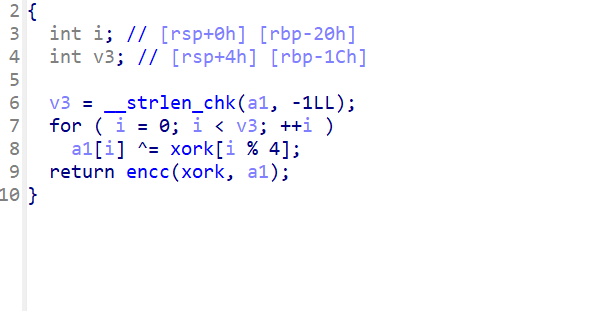 2 {
3   int i; // [rsp+0h] [rbp-20h]
4   int v3; // [rsp+4h] [rbp-1Ch]
5
6   v3 = __strlen_chk(a1, -1LL);
7   for ( i = 0; i < v3; ++i )
8     a1[i] ^= xork[i % 4];
9   return encc(xork, a1);
10 }